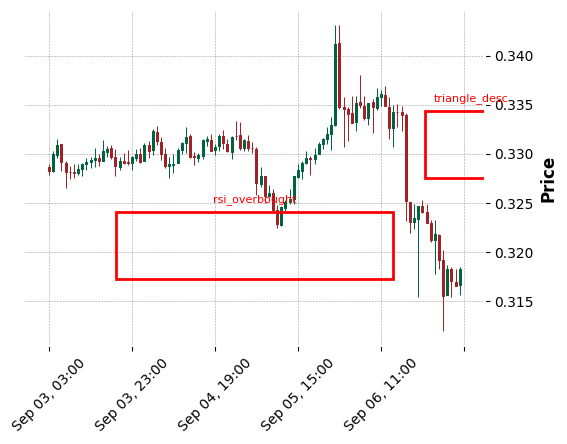 0.340
triangle_desc
0.335
0.330
rsi_overbought
0.325
0.320
0.315
Price
Sep 03, 03:00
Sep 03, 23:00
Sep 04, 19:00
Sep 05, 15:00
Sep 06, 11:00